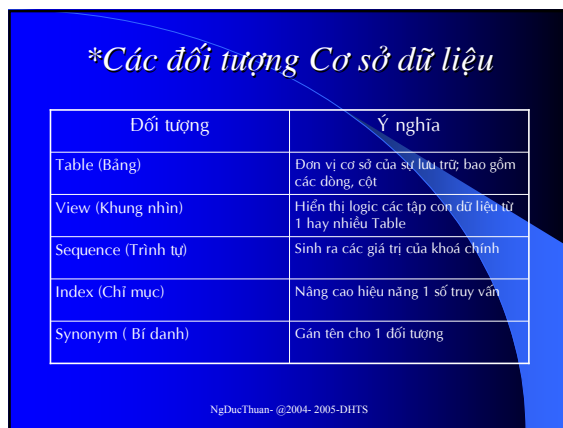 *Các đối tượng Cơ sở dữ liệu
Đối tượng
Ý nghĩa
Table (Bảng)
Đơn vị cơ sở của sự lưu trữ; bao gồm
các dòng, cột
View (Khung nhìn)
Hiển thị logic các tập con dữ liệu từ
1 hay nhiều Table
Sequence (Trình tự)
Sinh ra các giá trị của khoá chính
Index (Chỉ mục)
Nâng cao hiệu năng 1 số truy vấn
Synonym ( Bí danh)
Gán tên cho 1 đối tượng
NgDucThuan- @2004- 2005-DHTS